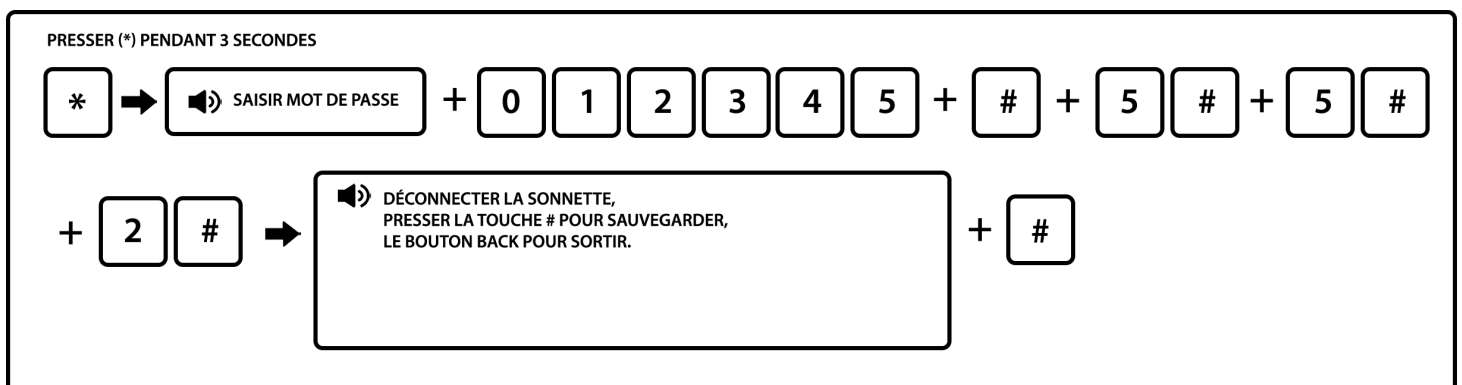 PRESSER (*) PENDANT 3 SECONDES
* SAISIR MOT DE PASSE + 0 1 2 3 4 5 + # + 5 # + 5 #
+ 2 # DÉCONNECTER LA SONNETTE,
PRESSER LA TOUCHE # POUR SAUVEGARDER,
LE BOUTON BACK POUR SORTIR.
+ #